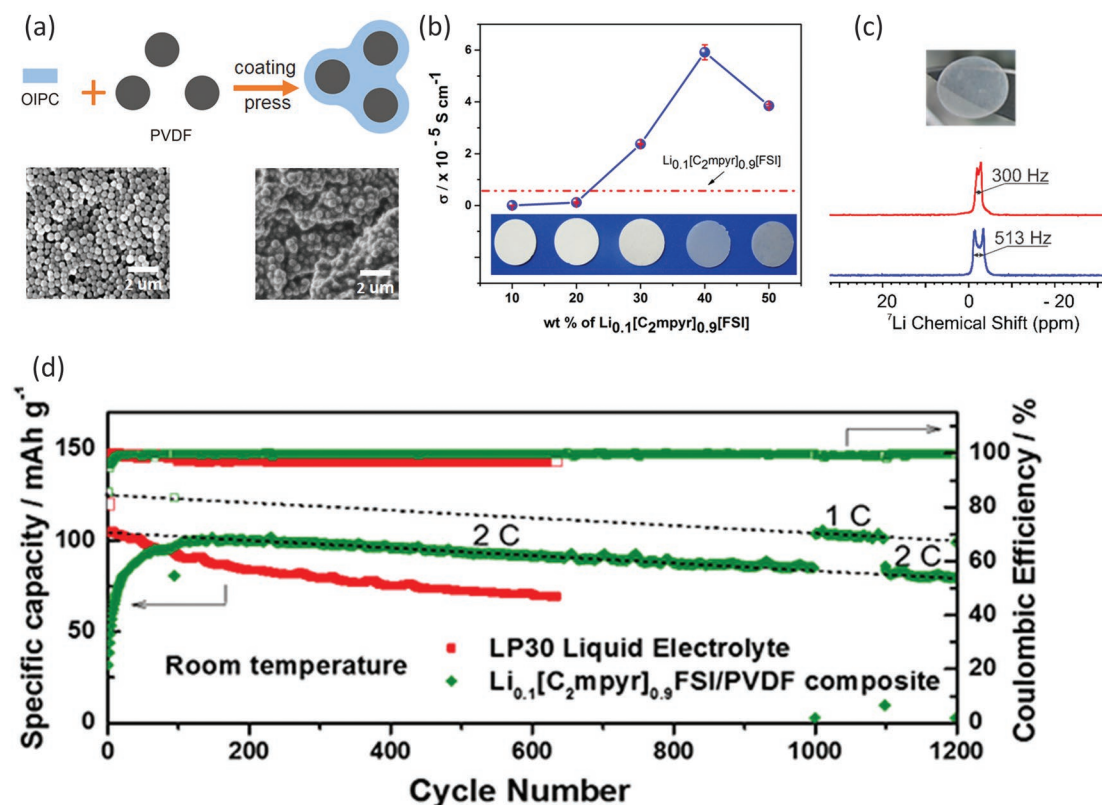 (a)
OIPC
+
PVDF
coating
press
2 um
2 um
(b)
σ / x 10 - 5 S cm-1
6
4
2
0
Li0.1[C2mpyr]0.9[FSI]
10 20 30 40 50
wt % of Li0.1[C2mpyr]0.9[FSI]
(c)
300 Hz
513 Hz
20 0 - 20
7Li Chemical Shift (ppm)
(d)
Specific capacity / mAh g-1
150
100
50
0
Coulombic Efficiency / %
100
80
60
40
20
0
1 C
2 C
2 C
Room temperature
LP30 Liquid Electrolyte
Li0.1[C2mpyr]0.9FSI/PVDF composite
0 200 400 600 800 1000 1200
Cycle Number